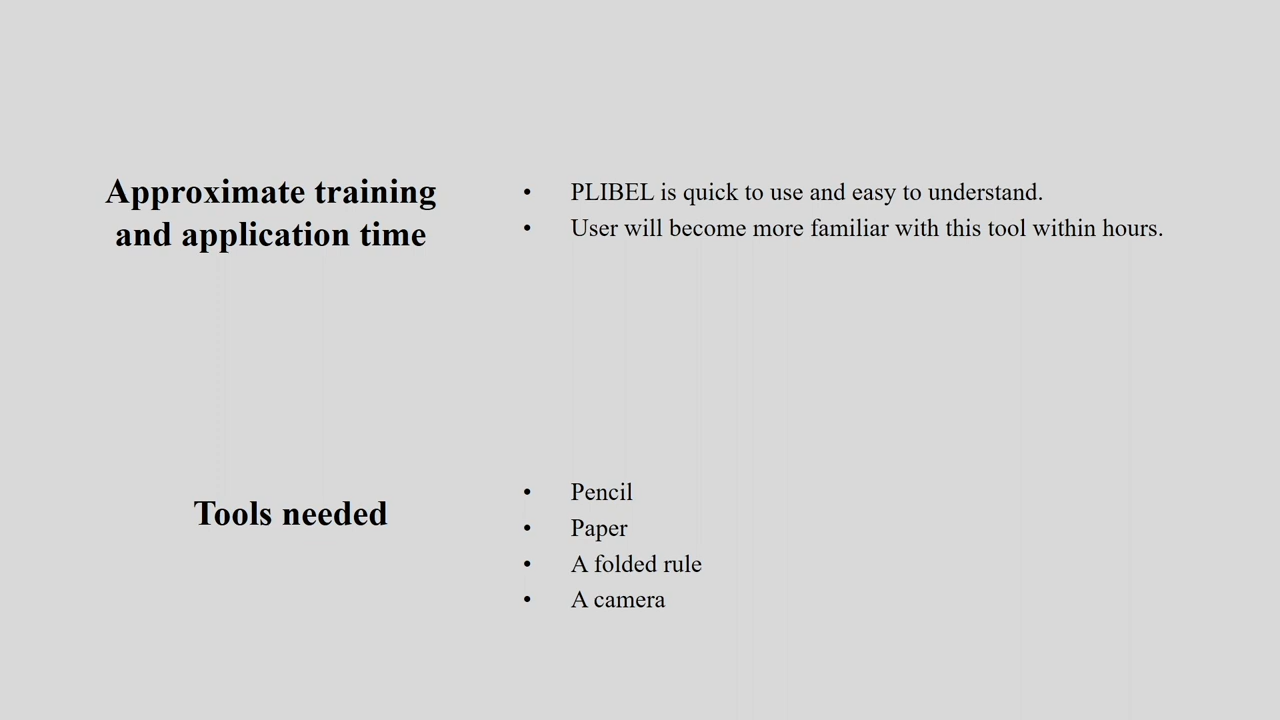 Approximate training
and application time
• PLIBEL is quick to use and easy to understand.
• User will become more familiar with this tool within hours.
Tools needed
• Pencil
• Paper
• A folded rule
• A camera